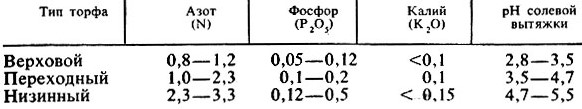 Тип торфа Азот Фосфор Калий pH солевой
(N) (P2O5) (K2O) вытяжки
Верховой 0,8—1,2 0,05—0,12 <0,1 2,8—3,5
Переходный 1,0—2,3 0,1—0,2 0,1 3,5—4,7
Низинный 2,3—3,3 0,12—0,5 < 0,15 4,7—5,5